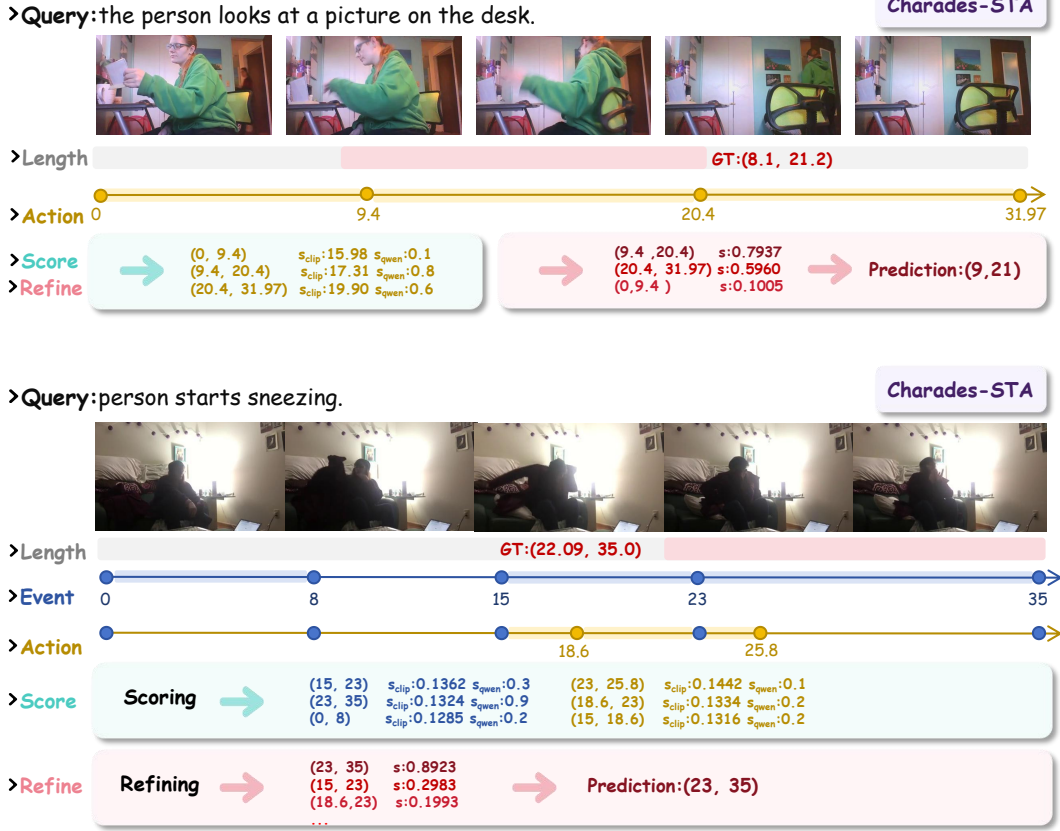 Charades-STA
>Query:the person looks at a picture on the desk.
>Length
GT:(8.1, 21.2)
>Action
0
9.4
20.4
31.97
>Score
>Refine
(0, 9.4) s_clip:15.98 s_qwen:0.1
(9.4, 20.4) s_clip:17.31 s_qwen:0.8
(20.4, 31.97) s_clip:19.90 s_qwen:0.6
(9.4 ,20.4) s:0.7937
(20.4, 31.97) s:0.5960
(0,9.4 ) s:0.1005
Prediction:(9,21)
>Query:person starts sneezing.
Charades-STA
>Length
GT:(22.09, 35.0)
>Event
0
8
15
23
35
>Action
18.6
25.8
>Score
Scoring
(15, 23) s_clip:0.1362 s_qwen:0.3
(23, 35) s_clip:0.1324 s_qwen:0.9
(0, 8) s_clip:0.1285 s_qwen:0.2
(23, 25.8) s_clip:0.1442 s_qwen:0.1
(18.6, 23) s_clip:0.1334 s_qwen:0.2
(15, 18.6) s_clip:0.1316 s_qwen:0.2
>Refine
Refining
(23, 35) s:0.8923
(15, 23) s:0.2983
(18.6,23) s:0.1993
...
Prediction:(23, 35)